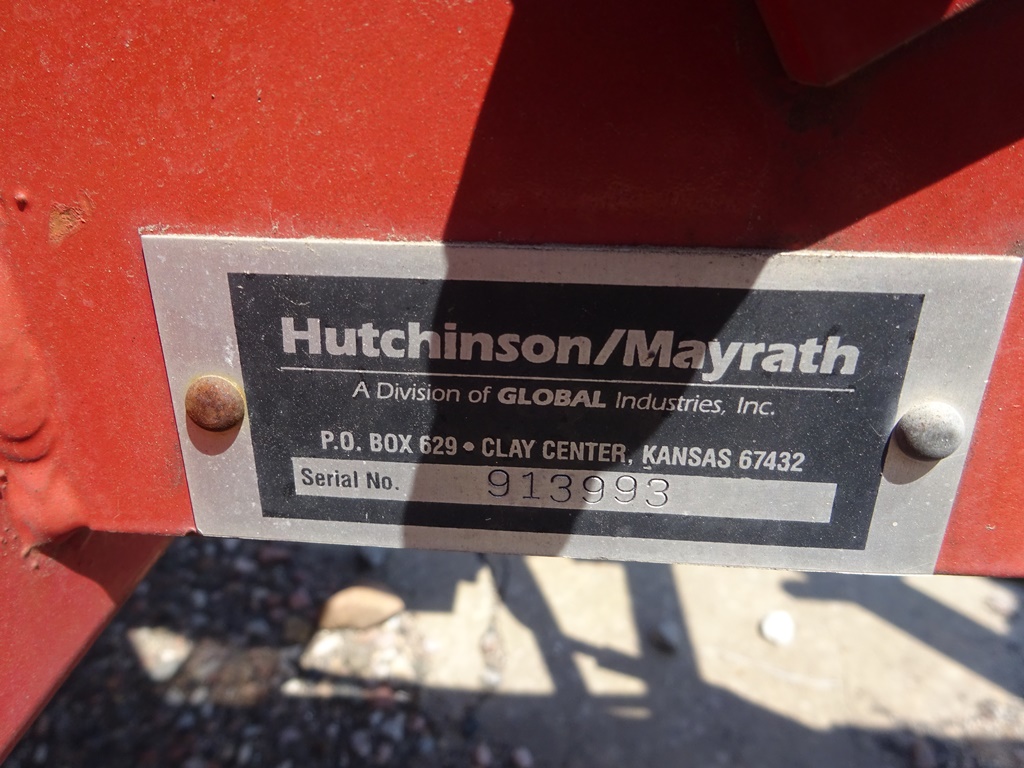 Hutchinson/Mayrath
A Division of GLOBAL Industries, Inc.
P.O. BOX 629 • CLAY CENTER, KANSAS 67432
Serial No. 913993